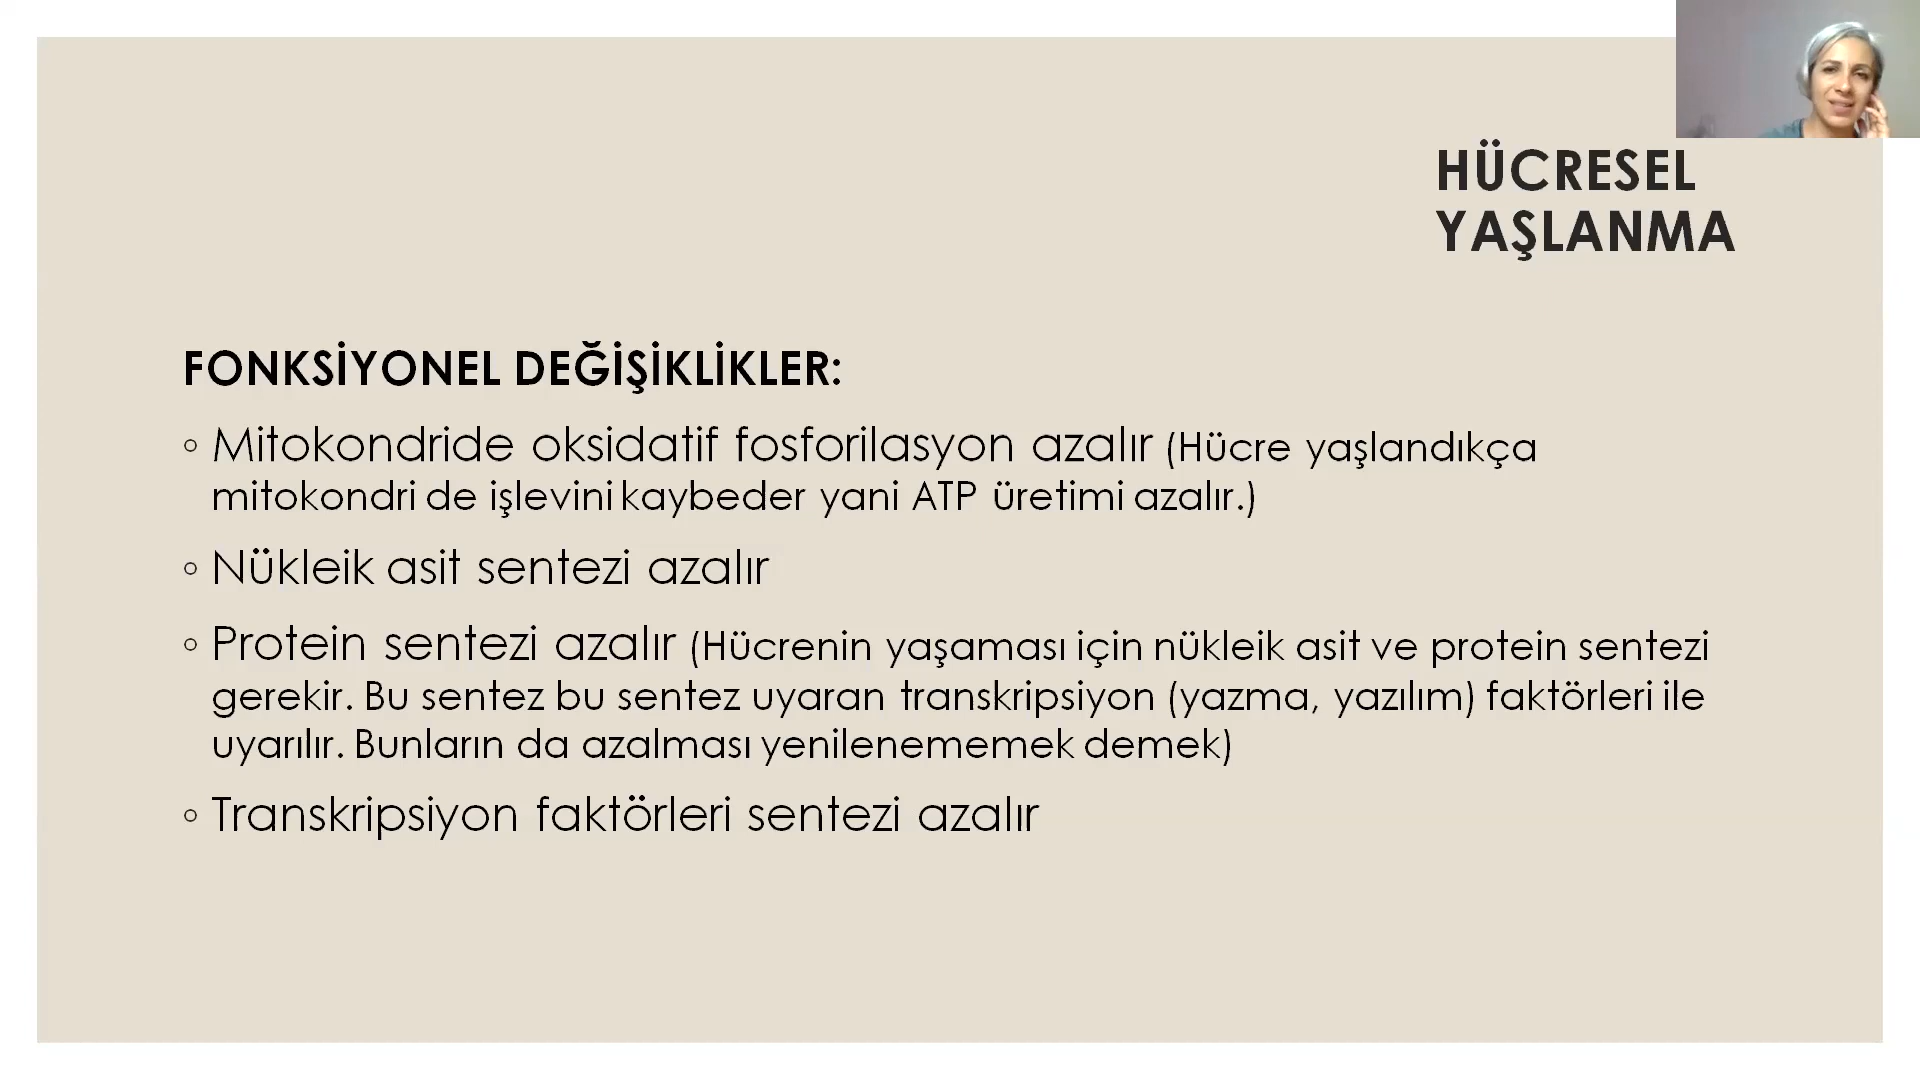 HÜCRESEL
YAŞLANMA
FONKSİYONEL DEĞİŞİKLİKLER:
◦ Mitokondride oksidatif fosforilasyon azalır (Hücre yaşlandıkça
mitokondri de işlevini kaybeder yani ATP üretimi azalır.)
◦ Nükleik asit sentezi azalır
◦ Protein sentezi azalır (Hücrenin yaşaması için nükleik asit ve protein sentezi
gerekir. Bu sentez bu sentez uyaran transkripsiyon (yazma, yazılım) faktörleri ile
uyarılır. Bunların da azalması yenilenememek demek)
◦ Transkripsiyon faktörleri sentezi azalır